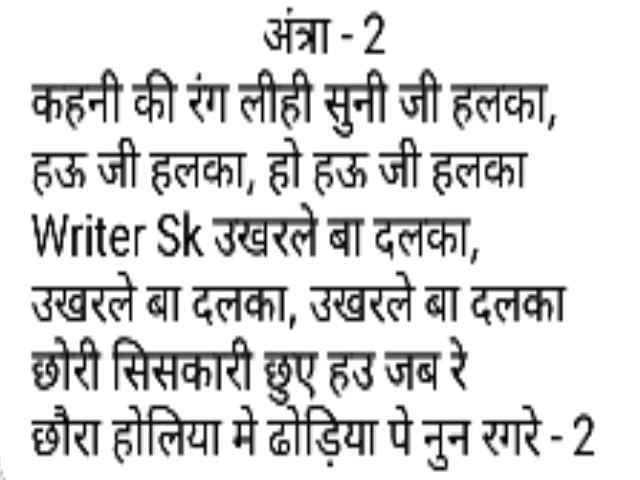 अंत्रा - 2
कहनी की रंग लीही सुनी जी हलका,
हऊ जी हलका, हो हऊ जी हलका
Writer Sk उखरले बा दलका,
उखरले बा दलका, उखरले बा दलका
छोरी सिसकारी छुए हउ जब रे
छौरा होलिया मे ढोड़िया पे नुन रगरे - 2